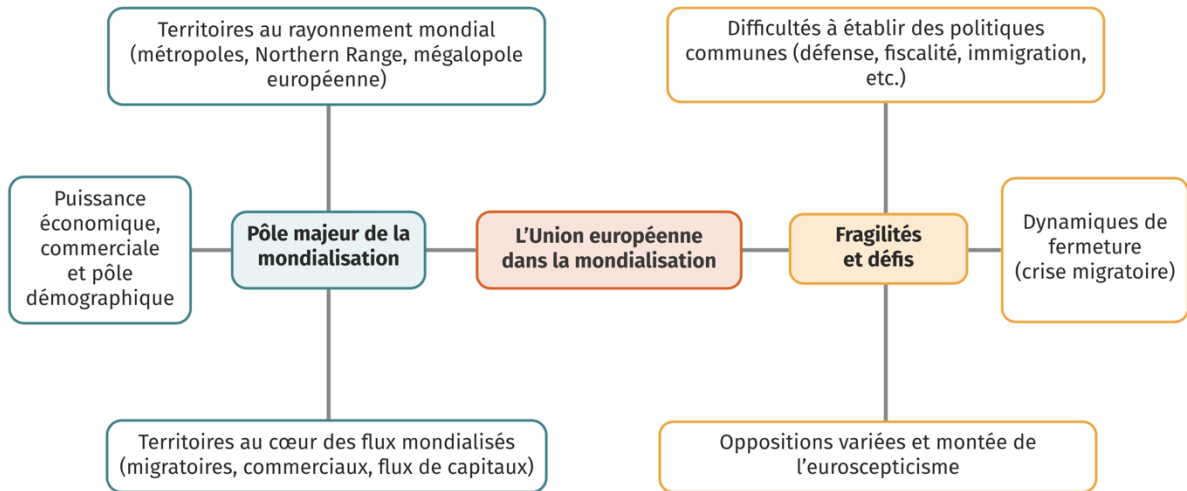 Territoires au rayonnement mondial
(métropoles, Northern Range, mégalopole
européenne)
Difficultés à établir des politiques
communes (défense, fiscalité, immigration,
etc.)
Puissance
économique,
commerciale
et pôle
démographique
Pôle majeur de la
mondialisation
L’Union européenne
dans la mondialisation
Fragilités
et défis
Dynamiques de
fermeture
(crise migratoire)
Territoires au cœur des flux mondialisés
(migratoires, commerciaux, flux de capitaux)
Oppositions variées et montée de
l’euroscepticisme